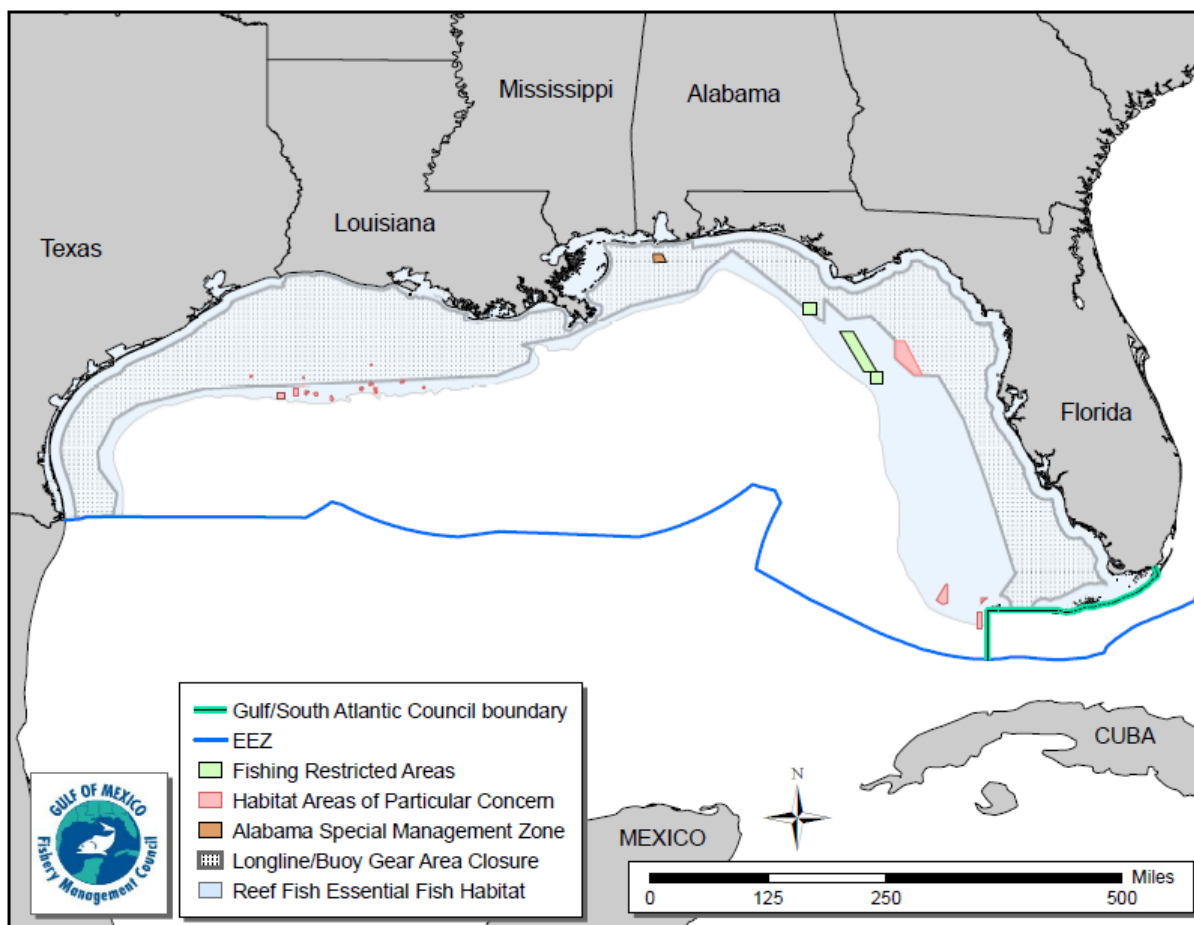 Mississippi
Alabama
Louisiana
Texas
Florida
Gulf/South Atlantic Council boundary
EEZ
Fishing Restricted Areas
Habitat Areas of Particular Concern
Alabama Special Management Zone
Longline/Buoy Gear Area Closure
Reef Fish Essential Fish Habitat
GULF OF MEXICO
Fishery Management Council
CUBA
N
MEXICO
Miles
0 125 250 500